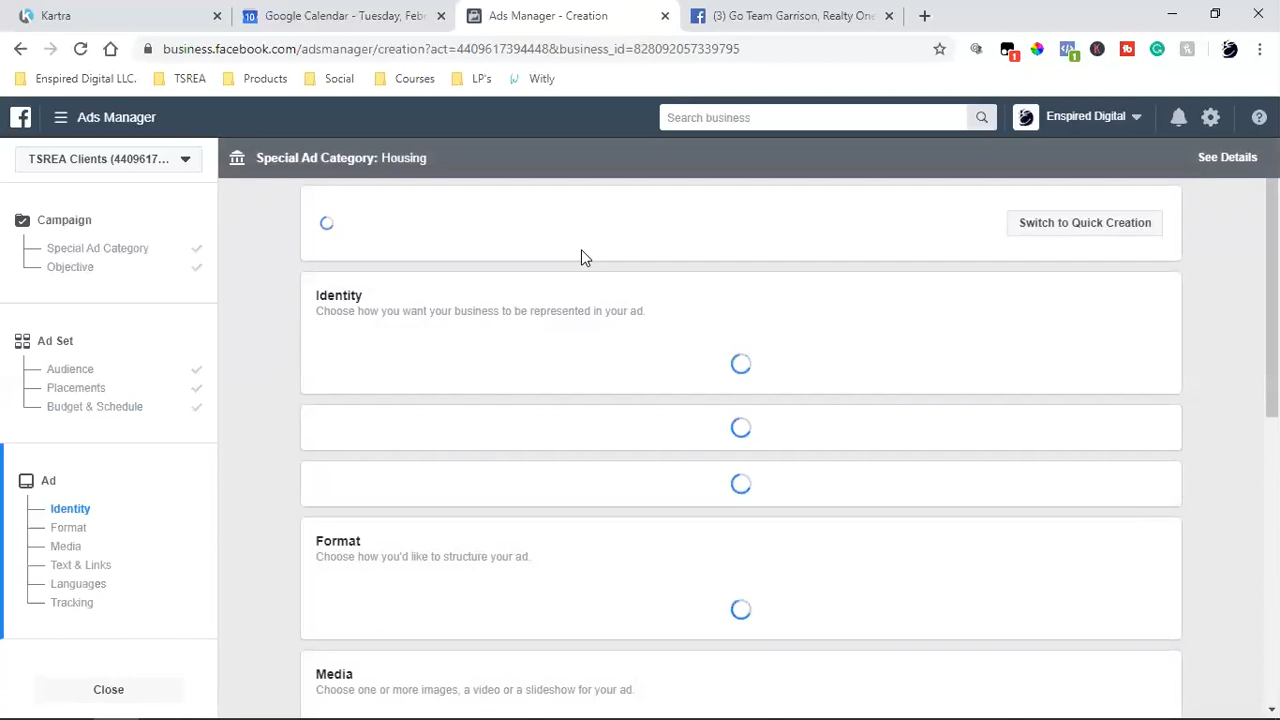 Kartra
Google Calendar - Tuesday, Febr
Ads Manager - Creation
(3) Go Team Garrison, Realty One
business.facebook.com/adsmanager/creation?act=440961739448&business_id=828092057339795
Enspired Digital LLC.
TSREA
Products
Social
Courses
LP's
Witly
Ads Manager
Search business
Enspired Digital
TSREA Clients (4409617...
Special Ad Category: Housing
See Details
Campaign
Special Ad Category
Objective
Switch to Quick Creation
Identity
Choose how you want your business to be represented in your ad.
Ad Set
Audience
Placements
Budget & Schedule
Ad
Identity
Format
Media
Text & Links
Languages
Tracking
Format
Choose how you'd like to structure your ad.
Media
Choose one or more images, a video or a slideshow for your ad.
Close